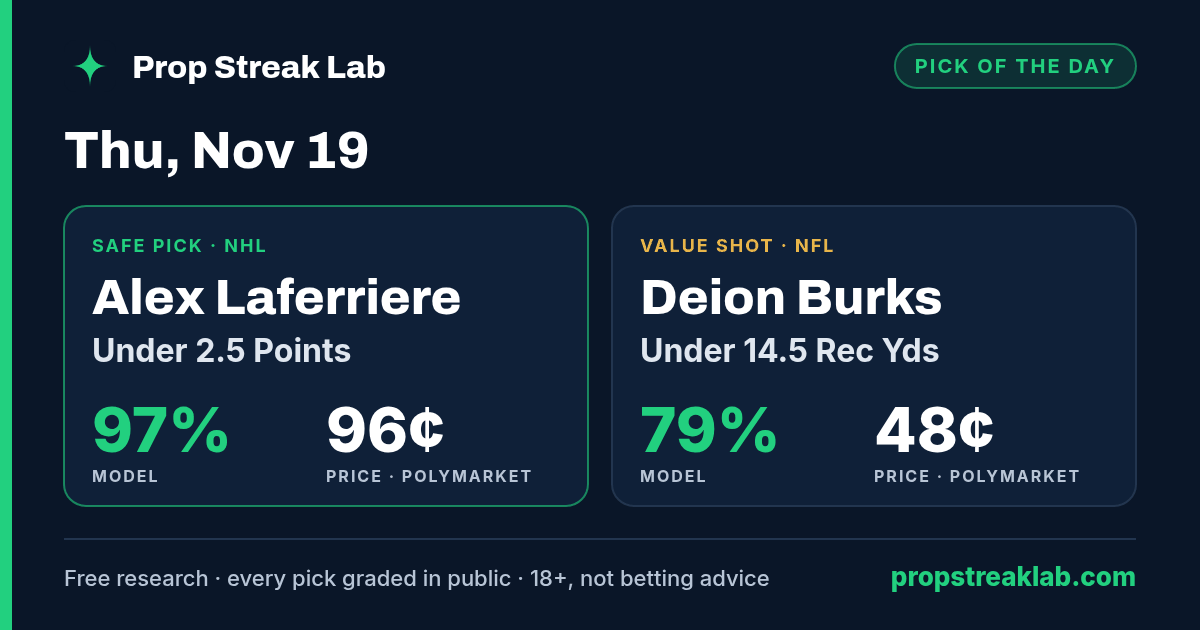 Prop Streak Lab
PICK OF THE DAY
Thu, Nov 19
SAFE PICK · NHL
Alex Laferriere
Under 2.5 Points
97%
96¢
MODEL
PRICE · POLYMARKET
VALUE SHOT · NFL
Deion Burks
Under 14.5 Rec Yds
79%
48¢
MODEL
PRICE · POLYMARKET
Free research · every pick graded in public · 18+, not betting advice
propstreaklab.com